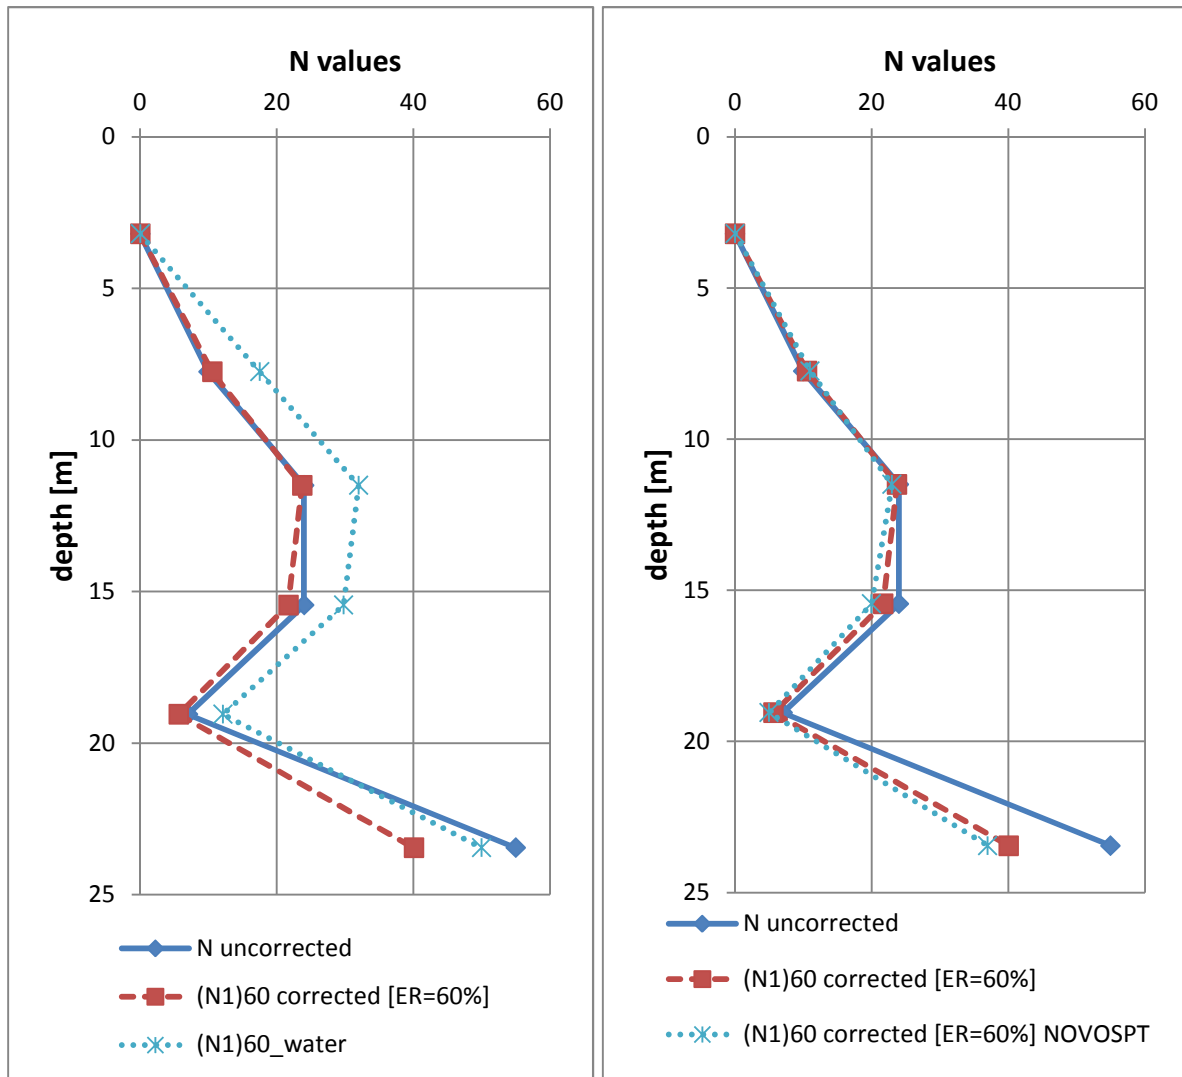 N values
0 20 40 60
0
5
10
15
20
25
depth [m]
N uncorrected
(N1)60 corrected [ER=60%]
(N1)60_water
N values
0 20 40 60
0
5
10
15
20
25
depth [m]
N uncorrected
(N1)60 corrected [ER=60%]
(N1)60 corrected [ER=60%] NOVOSPT